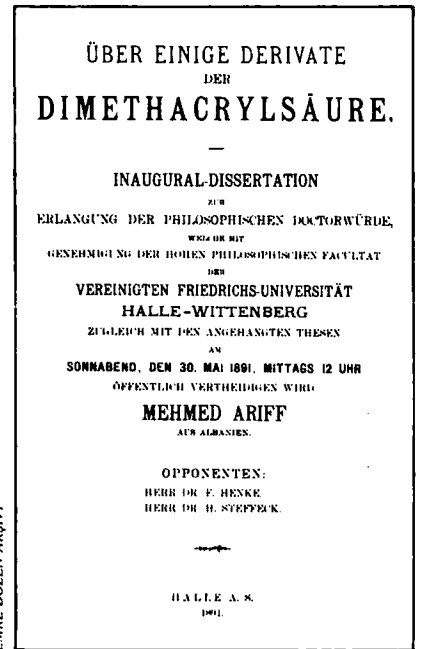 ÜBER EINIGE DERIVATE
DER
DIMETHACRYLSÄURE.
INAUGURAL-DISSERTATION
ZUR
ERLANGUNG DER PHILOSOPHISCHEN DOCTORWÜRDE,
WELCHE MIT
GENEHMIGUNG DER HOHEN PHILOSOPHISCHEN FACULTAT
DER
VEREINIGTEN FRIEDRICHS-UNIVERSITÄT
HALLE-WITTENBERG
ZUGLEICH MIT DEN ANGEHANGTEN THESEN
AM
SONNABEND, DEN 30. MAI 1891, MITTAGS 12 UHR
ÖFFENTLICH VERTHEIDIGEN WIRD
MEHMED ARIFF
AUS ALBANIEN.
OPPONENTEN:
HERR DR F. HENKE
HERR DR H. STEFFECK.
HALLE A. S.
1891.